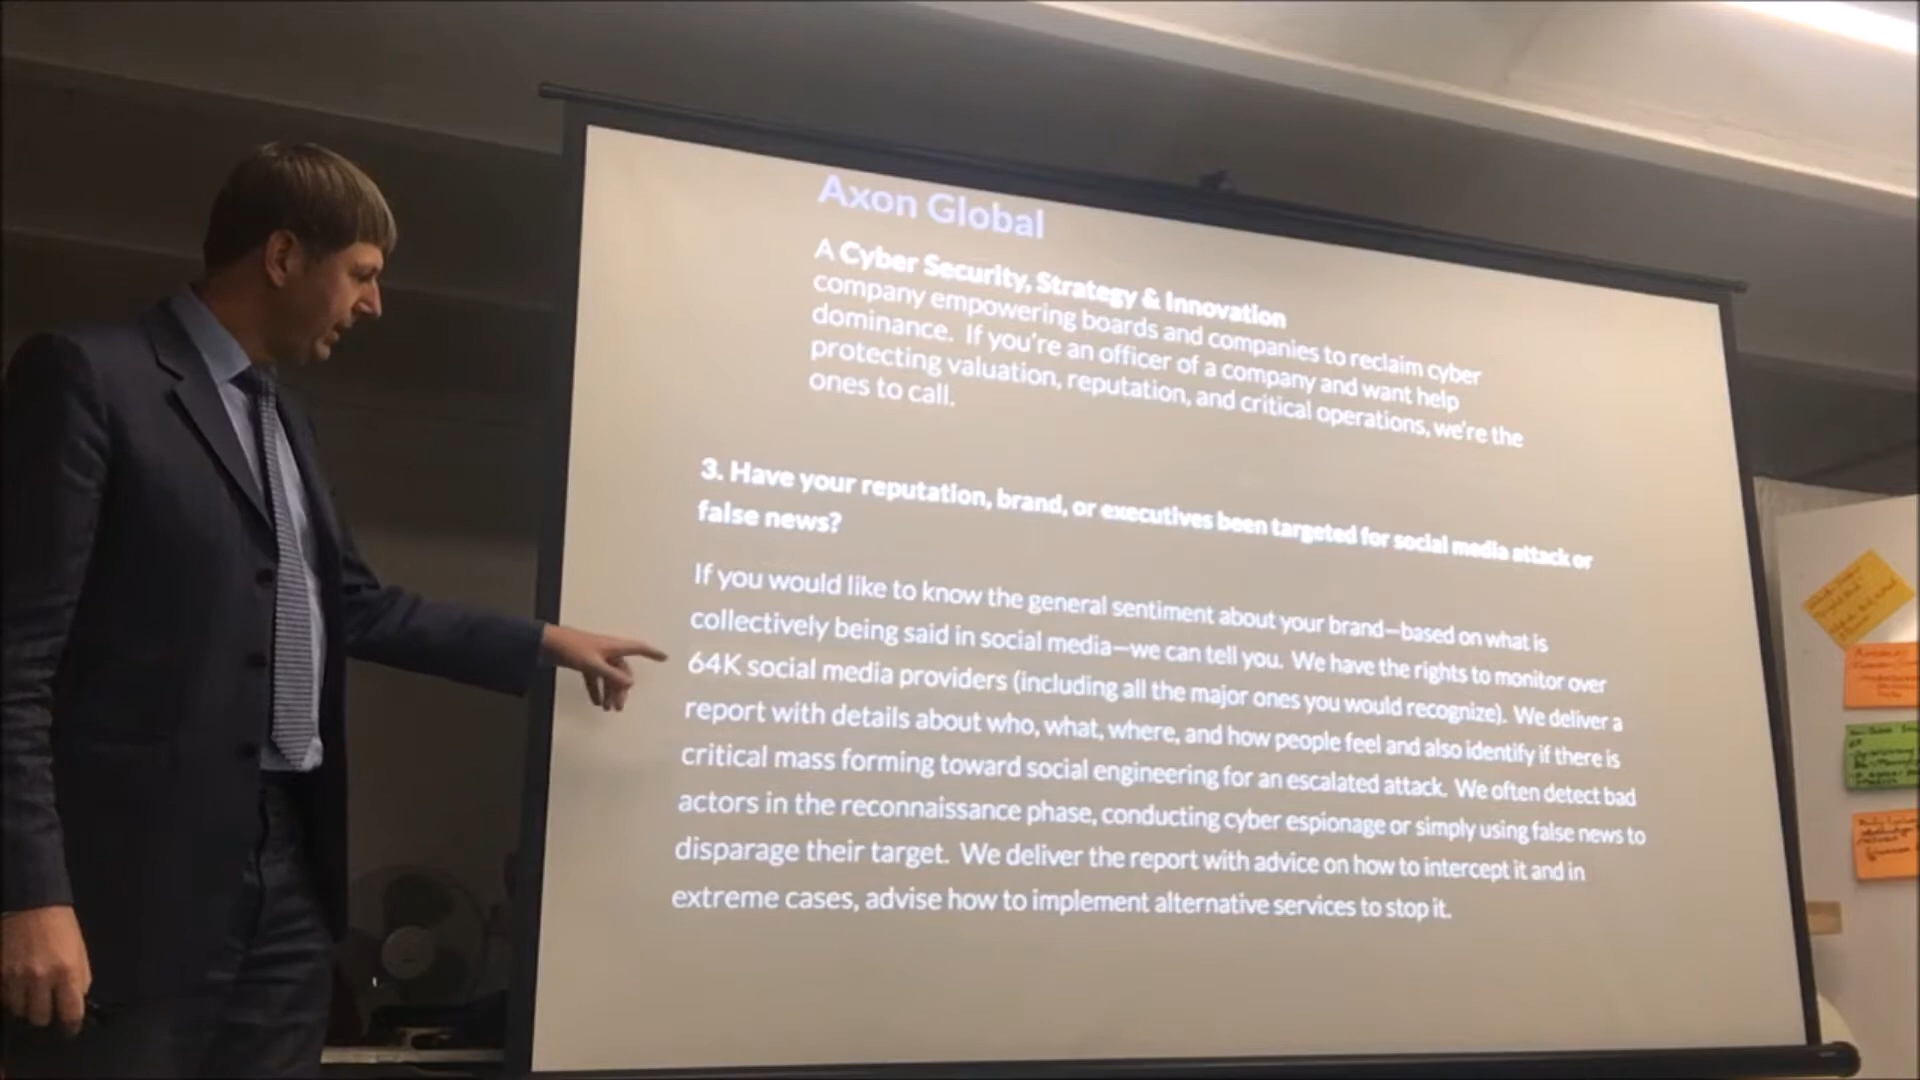 Axon Global
A Cyber Security, Strategy & Innovation
company empowering boards and companies to reclaim cyber
dominance. If you're an officer of a company and want help
protecting valuation, reputation, and critical operations, we're the
ones to call.
3. Have your reputation, brand, or executives been targeted for social media attack or
false news?
If you would like to know the general sentiment about your brand—based on what is
collectively being said in social media—we can tell you. We have the rights to monitor over
64K social media providers (including all the major ones you would recognize). We deliver a
report with details about who, what, where, and how people feel and also identify if there is
critical mass forming toward social engineering for an escalated attack. We often detect bad
actors in the reconnaissance phase, conducting cyber espionage or simply using false news to
disparage their target. We deliver the report with advice on how to intercept it and in
extreme cases, advise how to implement alternative services to stop it.